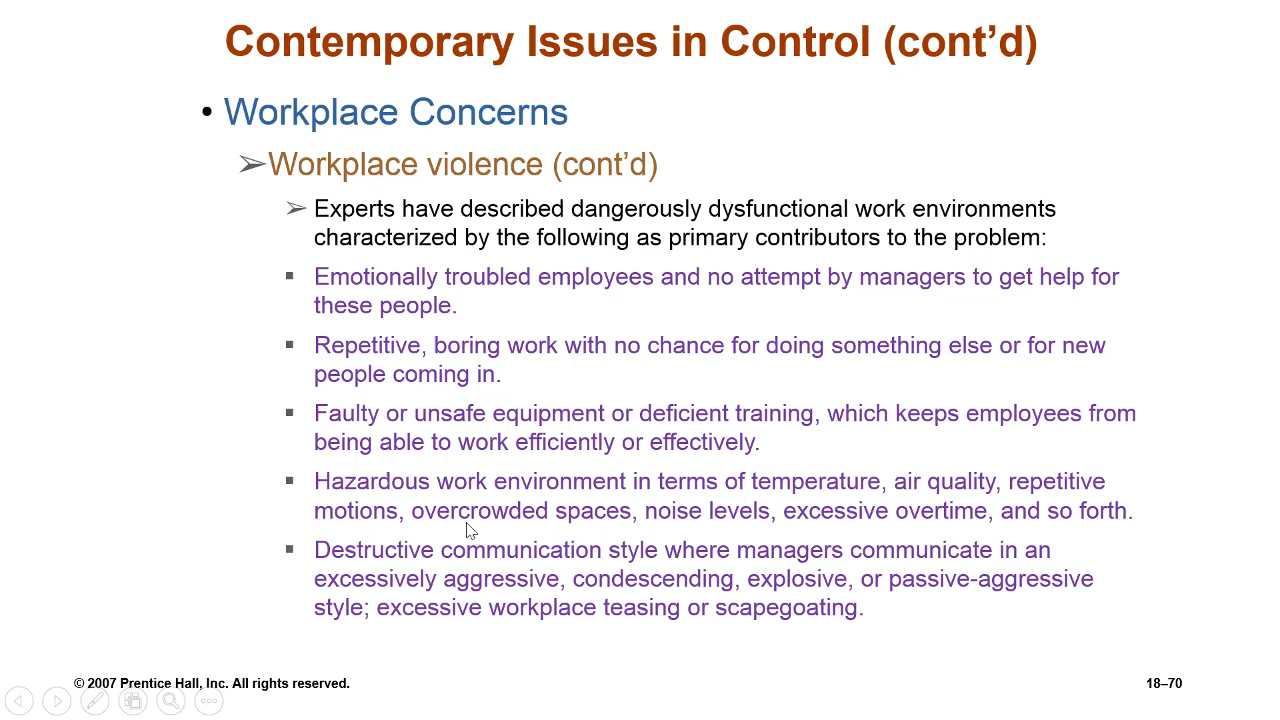 Contemporary Issues in Control (cont’d)
• Workplace Concerns
➢Workplace violence (cont’d)
➢ Experts have described dangerously dysfunctional work environments
characterized by the following as primary contributors to the problem:
▪ Emotionally troubled employees and no attempt by managers to get help for
these people.
▪ Repetitive, boring work with no chance for doing something else or for new
people coming in.
▪ Faulty or unsafe equipment or deficient training, which keeps employees from
being able to work efficiently or effectively.
▪ Hazardous work environment in terms of temperature, air quality, repetitive
motions, overcrowded spaces, noise levels, excessive overtime, and so forth.
▪ Destructive communication style where managers communicate in an
excessively aggressive, condescending, explosive, or passive-aggressive
style; excessive workplace teasing or scapegoating.
© 2007 Prentice Hall, Inc. All rights reserved.
18–70